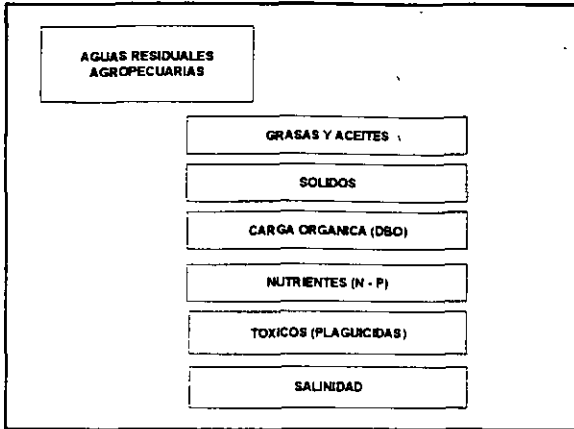 AGUAS RESIDUALES
AGROPECUARIAS
GRASAS Y ACEITES
SOLIDOS
CARGA ORGANICA (DBO)
NUTRIENTES (N - P)
TOXICOS (PLAGUICIDAS)
SALINIDAD